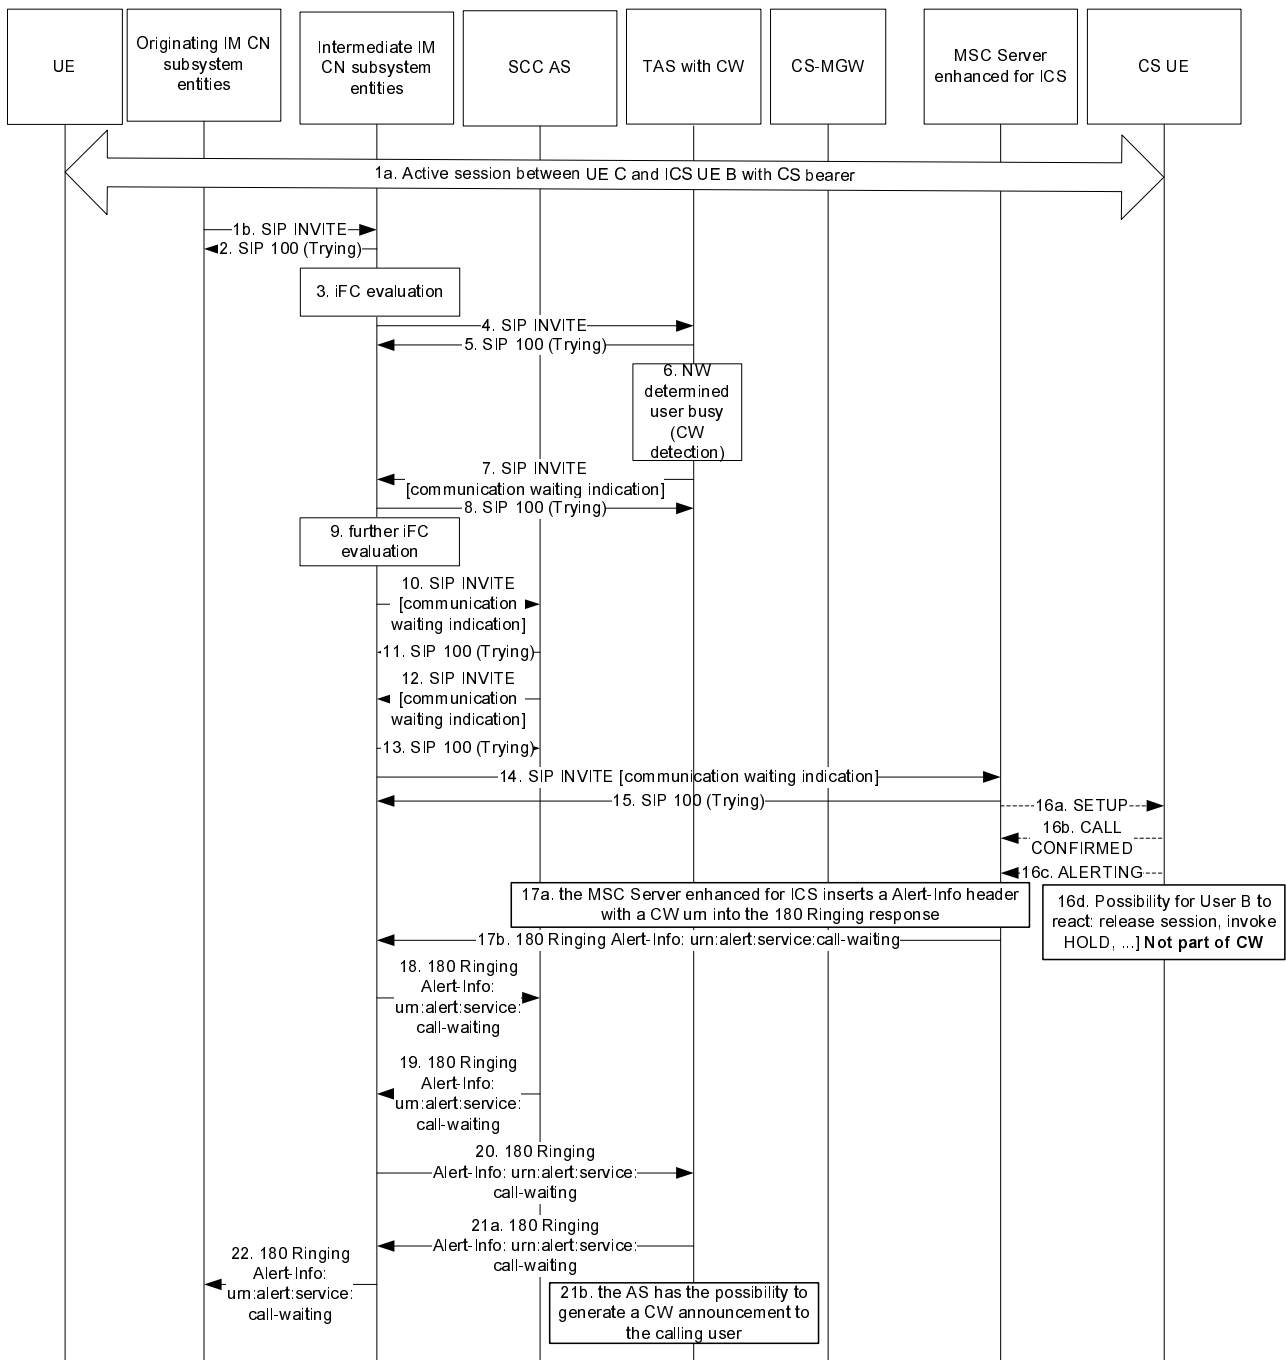 UE
Originating IM CN
subsystem
entities
Intermediate IM
CN subsystem
entities
SCC AS
TAS with CW
CS-MGW
MSC Server
enhanced for ICS
CS UE
1a. Active session between UE C and ICS UE B with CS bearer
1b. SIP INVITE
2. SIP 100 (Trying)
3. iFC evaluation
4. SIP INVITE
5. SIP 100 (Trying)
6. NW
determined
user busy
(CW
detection)
7. SIP INVITE
[communication waiting indication]
8. SIP 100 (Trying)
9. further iFC
evaluation
10. SIP INVITE
[communication
waiting indication]
11. SIP 100 (Trying)
12. SIP INVITE
[communication
waiting indication]
13. SIP 100 (Trying)
14. SIP INVITE [communication waiting indication]
15. SIP 100 (Trying)
16a. SETUP
16b. CALL
CONFIRMED
16c. ALERTING
17a. the MSC Server enhanced for ICS inserts a Alert-Info header
with a CW urn into the 180 Ringing response
16d. Possibility for User B to
react: release session, invoke
HOLD, ...] Not part of CW
17b. 180 Ringing Alert-Info: urn:alert:service:call-waiting
18. 180 Ringing
Alert-Info:
urn:alert:service:
call-waiting
19. 180 Ringing
Alert-Info:
urn:alert:service:
call-waiting
20. 180 Ringing
Alert-Info: urn:alert:service:
call-waiting
21a. 180 Ringing
Alert-Info: urn:alert:service:
call-waiting
22. 180 Ringing
Alert-Info:
urn:alert:service:
call-waiting
21b. the AS has the possibility to
generate a CW announcement to
the calling user